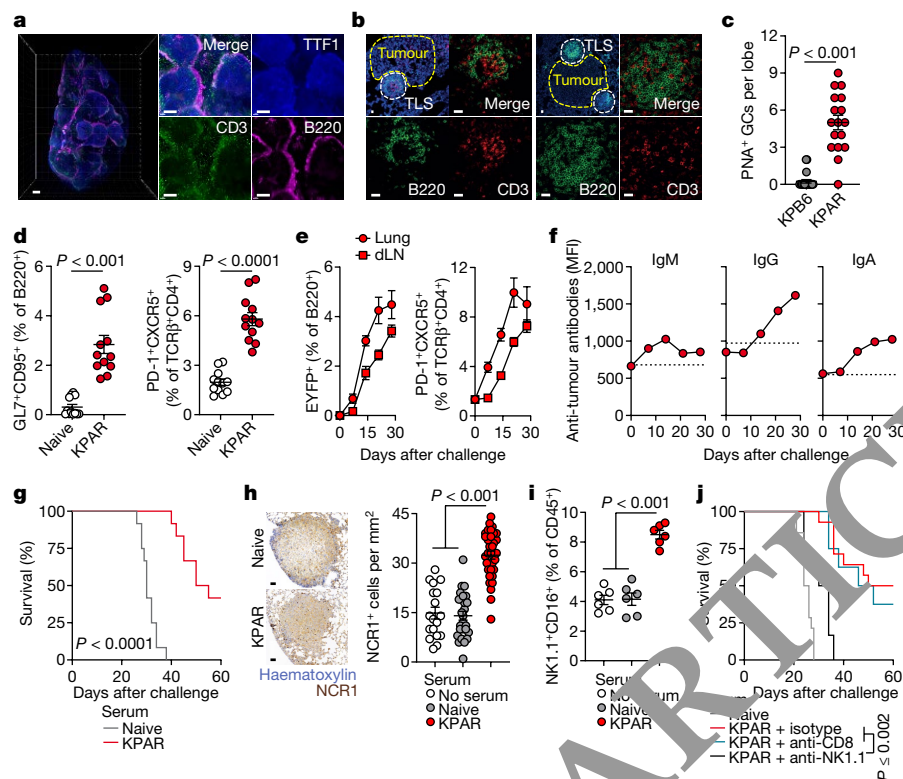 a
Merge
TTF1
CD3
B220
b
Tumour
TLS
Merge
B220
CD3
TLS
Tumour
Merge
B220
CD3
c
P < 0.001
PNA⁺ GCs per lobe
12
9
6
3
0
KPB6
KPAR
d
P < 0.001
GL7⁺CD95⁺ (% of B220⁺)
6
4
2
0
Naive
KPAR
P < 0.0001
PD-1⁺CXCR5⁺
(% of TCRβ⁺CD4⁺)
9
6
3
0
Naive
KPAR
e
Lung
dLN
EYFP⁺ (% of B220⁺)
6
4
2
0
0 15 30
PD-1⁺CXCR5⁺
(% of TCRβ⁺CD4⁺)
12
8
4
0
0 15 30
Days after challenge
f
Anti-tumour antibodies (MFI)
IgM
IgG
IgA
2,000
1,500
1,000
500
0
0 10 20 30
0 10 20 30
0 10 20 30
Days after challenge
g
Survival (%)
100
75
50
25
0
P < 0.0001
0 20 40 60
Days after challenge
Serum
Naive
KPAR
h
Naive
KPAR
Haematoxylin
NCR1
P < 0.001
NCR1⁺ cells per mm²
45
30
15
0
Serum
No serum
Naive
KPAR
i
P < 0.001
NK1.1⁺CD16⁺ (% of CD45⁺)
10
8
6
4
2
0
Serum
No serum
Naive
KPAR
j
(%)
100
75
50
0
20 40 60
Days after challenge
Naive
KPAR + isotype
KPAR + anti-CD8
KPAR + anti-NK1.1
P ≤ 0.002